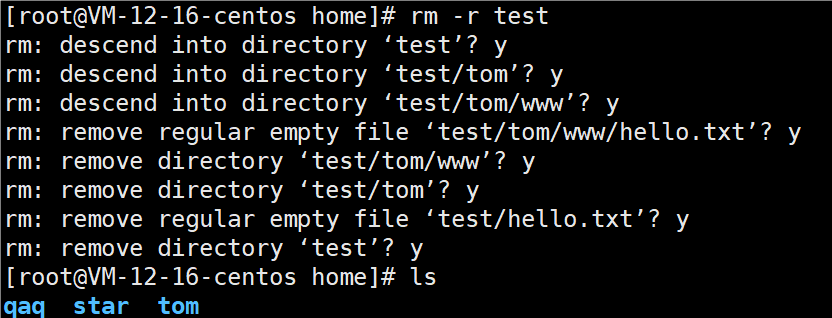 [root@VM-12-16-centos home]# rm -r test
rm: descend into directory ‘test’? y
rm: descend into directory ‘test/tom’? y
rm: descend into directory ‘test/tom/www’? y
rm: remove regular empty file ‘test/tom/www/hello.txt’? y
rm: remove directory ‘test/tom/www’? y
rm: remove directory ‘test/tom’? y
rm: remove regular empty file ‘test/hello.txt’? y
rm: remove directory ‘test’? y
[root@VM-12-16-centos home]# ls
qaq  star  tom